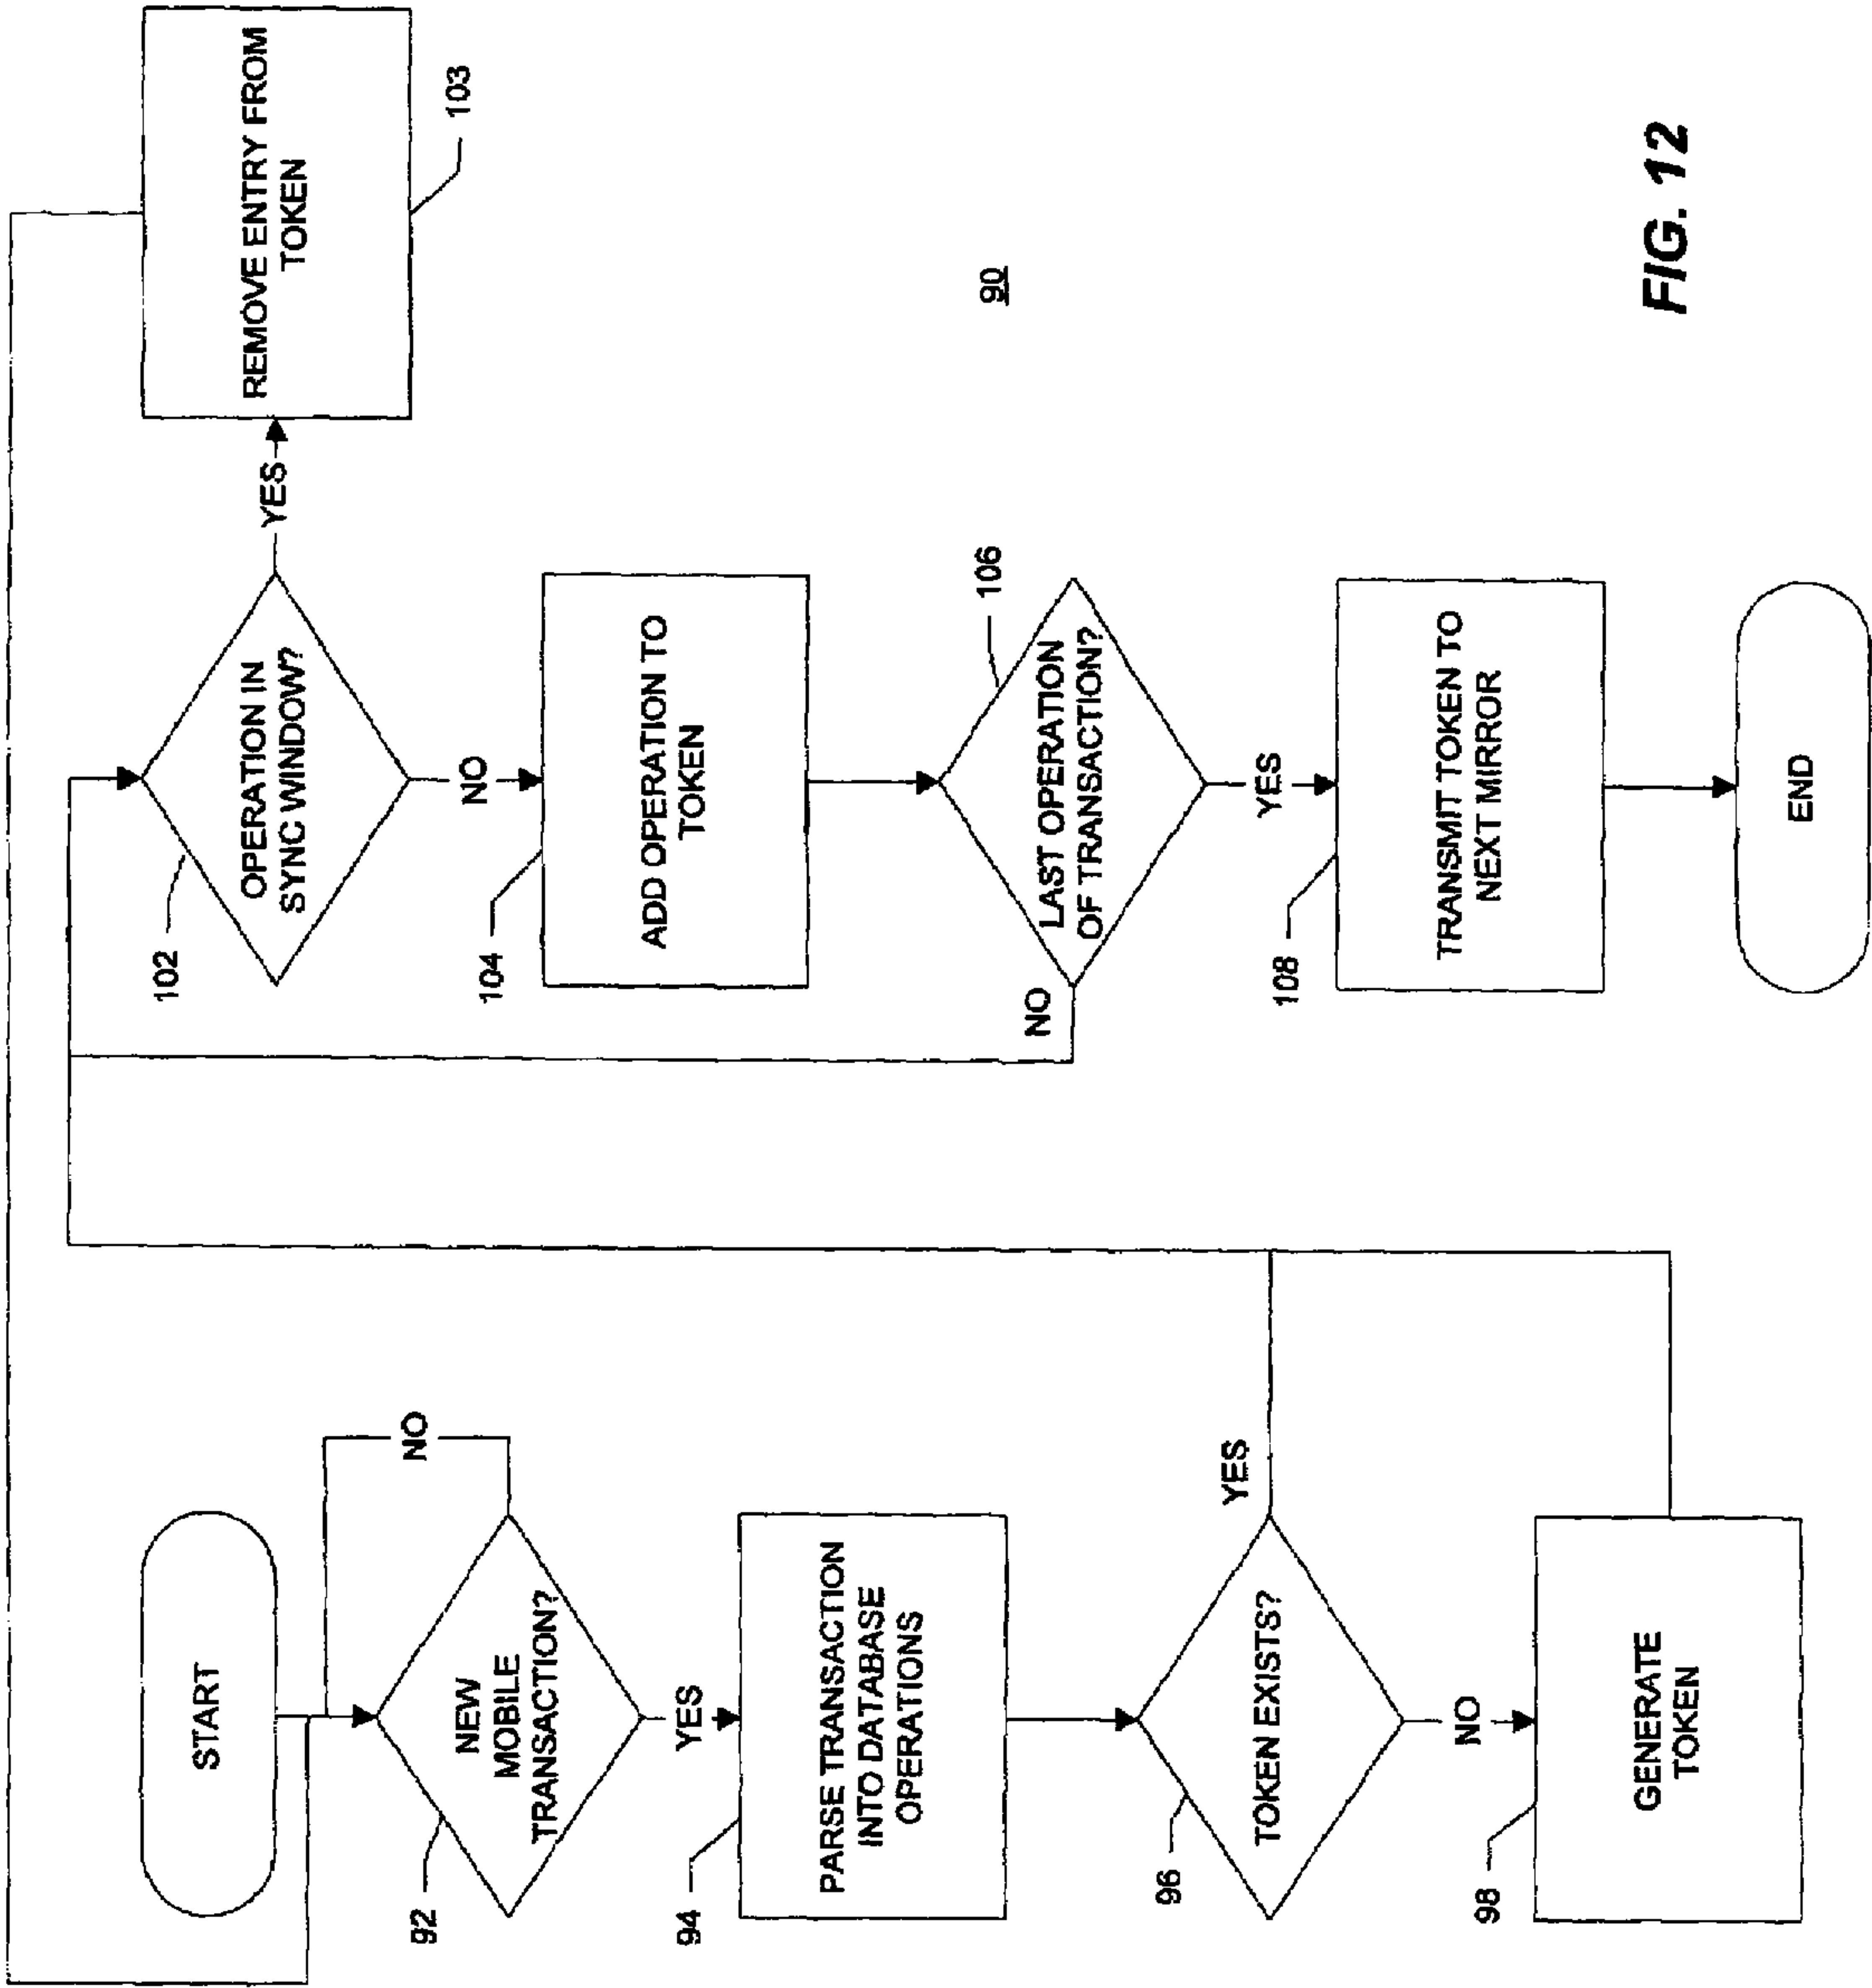 START
NEW
MOBILE
TRANSACTION?
92
NO
YES
PARSE TRANSACTION
INTO DATABASE
OPERATIONS
94
TOKEN EXISTS?
96
YES
NO
GENERATE
TOKEN
98
OPERATION IN
SYNC WINDOW?
102
YES
REMOVE ENTRY FROM
TOKEN
103
NO
ADD OPERATION TO
TOKEN
104
LAST OPERATION
OF TRANSACTION?
106
NO
YES
TRANSMIT TOKEN TO
NEXT MIRROR
108
END
90
FIG. 12